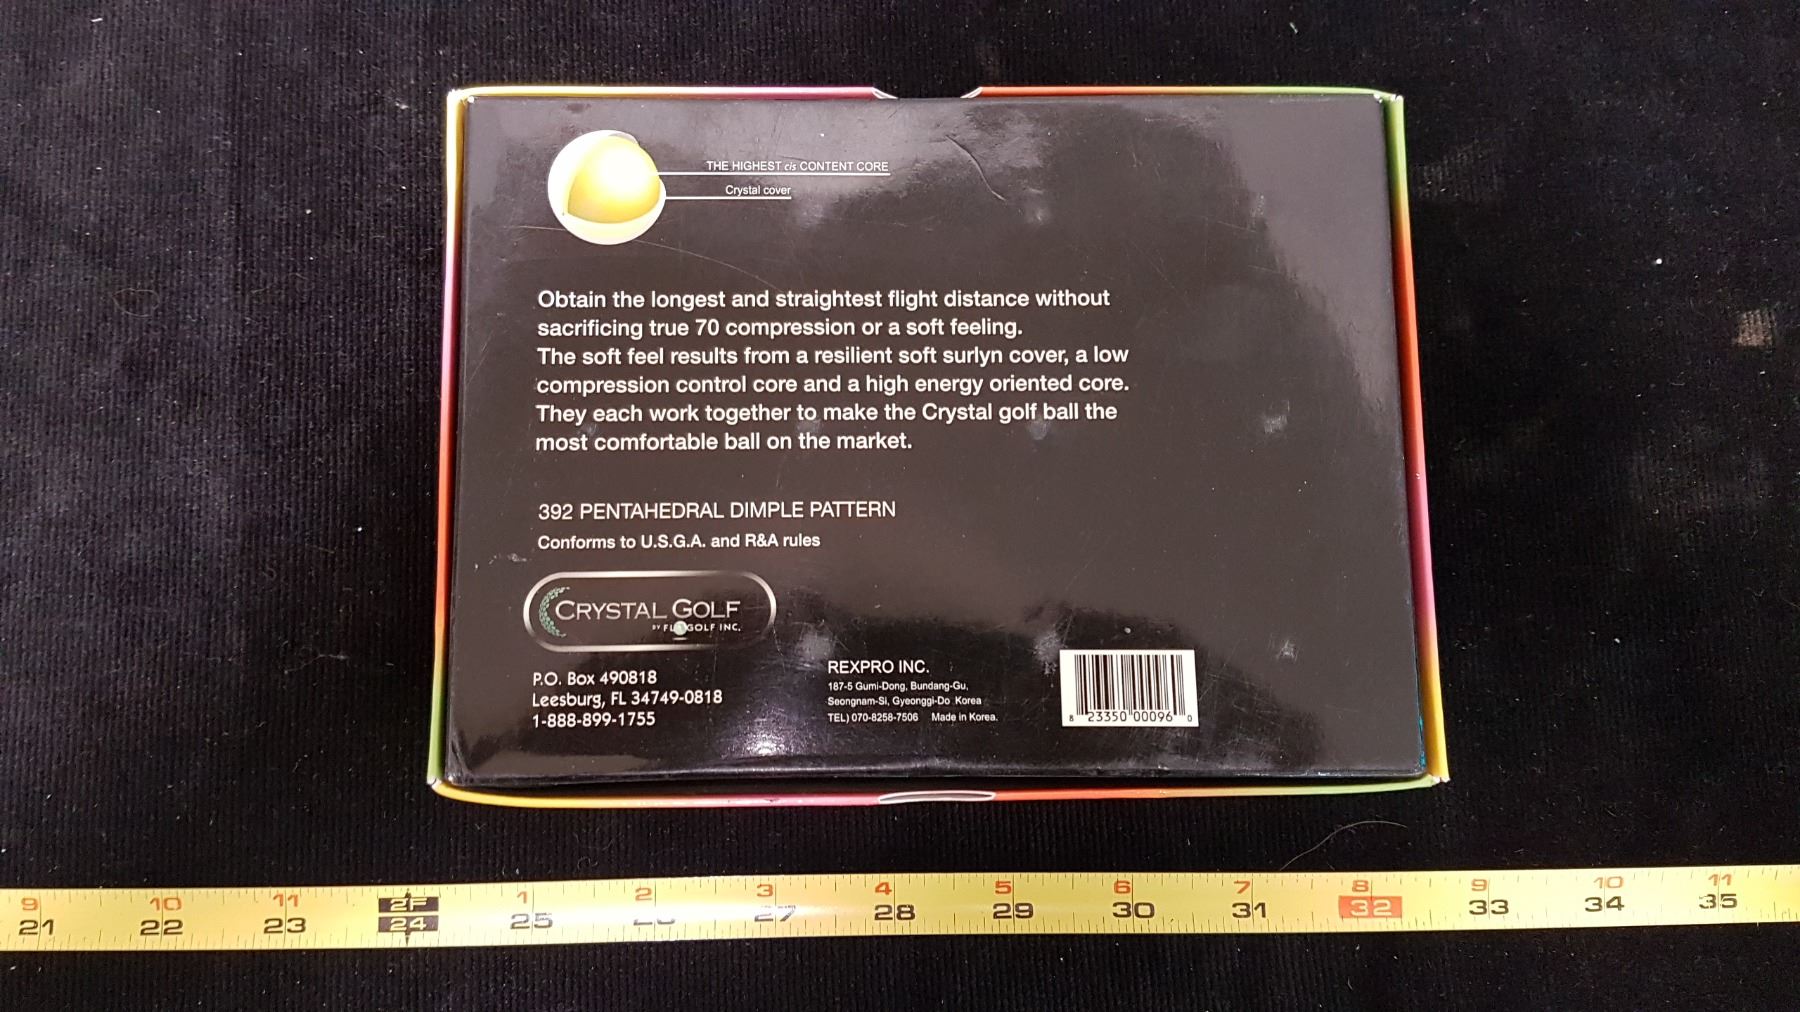 THE HIGHEST cis CONTENT CORE
Crystal cover
Obtain the longest and straightest flight distance without
sacrificing true 70 compression or a soft feeling.
The soft feel results from a resilient soft surlyn cover, a low
compression control core and a high energy oriented core.
They each work together to make the Crystal golf ball the
most comfortable ball on the market.
392 PENTAHEDRAL DIMPLE PATTERN
Conforms to U.S.G.A. and R&A rules
CRYSTAL GOLF
BY GOLF INC.
P.O. Box 490818
Leesburg, FL 34749-0818
1-888-899-1755
REXPRO INC.
187-5 Gumi-Dong, Bundang-Gu,
Seongnam-Si, Gyeonggi-Do Korea
TEL) 070-8258-7506 Made in Korea.
8 23350 00096 0
9 10 11 2F 1 2 3 4 5 6 7 8 9 10 11
21 22 23 24 25 27 28 29 30 31 32 33 34 35